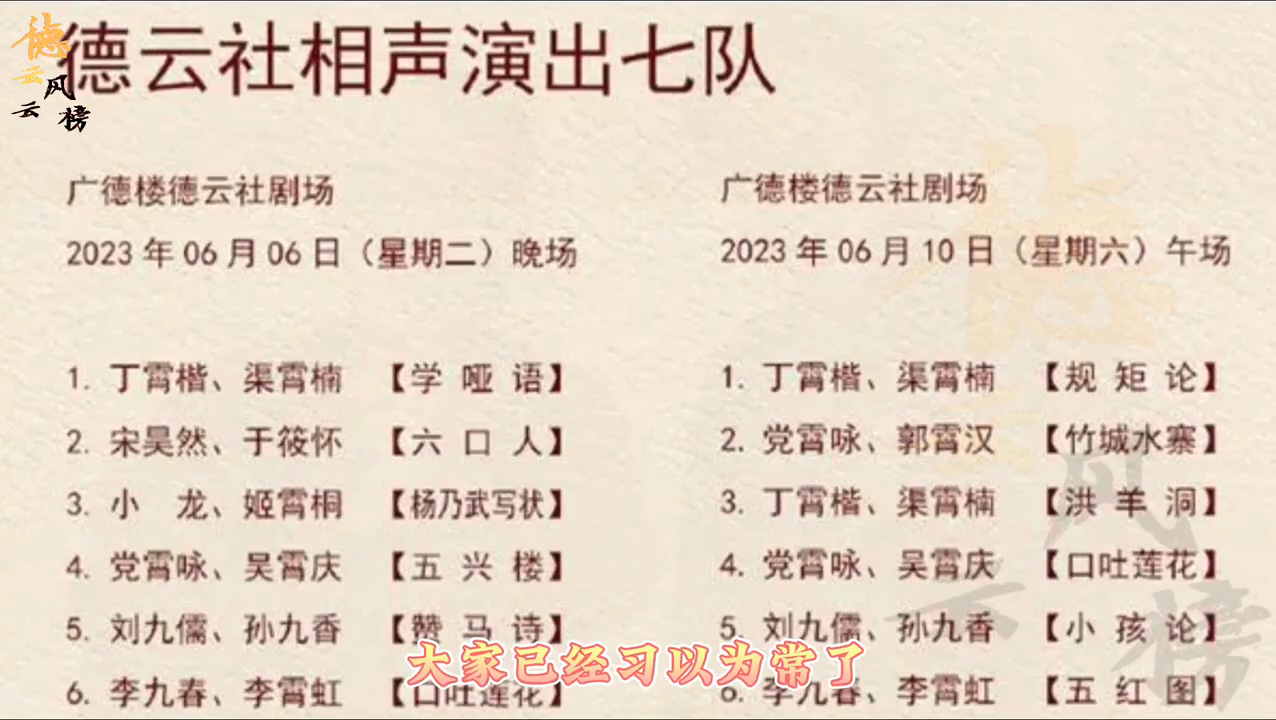 德云风云榜
德云社相声演出七队
广德楼德云社剧场
2023年06月06日（星期二）晚场
1. 丁霄楷、渠霄楠 【学哑语】
2. 宋昊然、于筱怀 【六口人】
3. 小龙、姬霄桐 【杨乃武写状】
4. 党霄咏、吴霄庆 【五兴楼】
5. 刘九儒、孙九香 【赞马诗】
6. 李九春、李霄虹 【口吐莲花】
广德楼德云社剧场
2023年06月10日（星期六）午场
1. 丁霄楷、渠霄楠 【规矩论】
2. 党霄咏、郭霄汉 【竹城水寨】
3. 丁霄楷、渠霄楠 【洪羊洞】
4. 党霄咏、吴霄庆 【口吐莲花】
5. 刘九儒、孙九香 【小孩论】
6. 李九春、李霄虹 【五红图】
大家已经习以为常了
德云风云榜